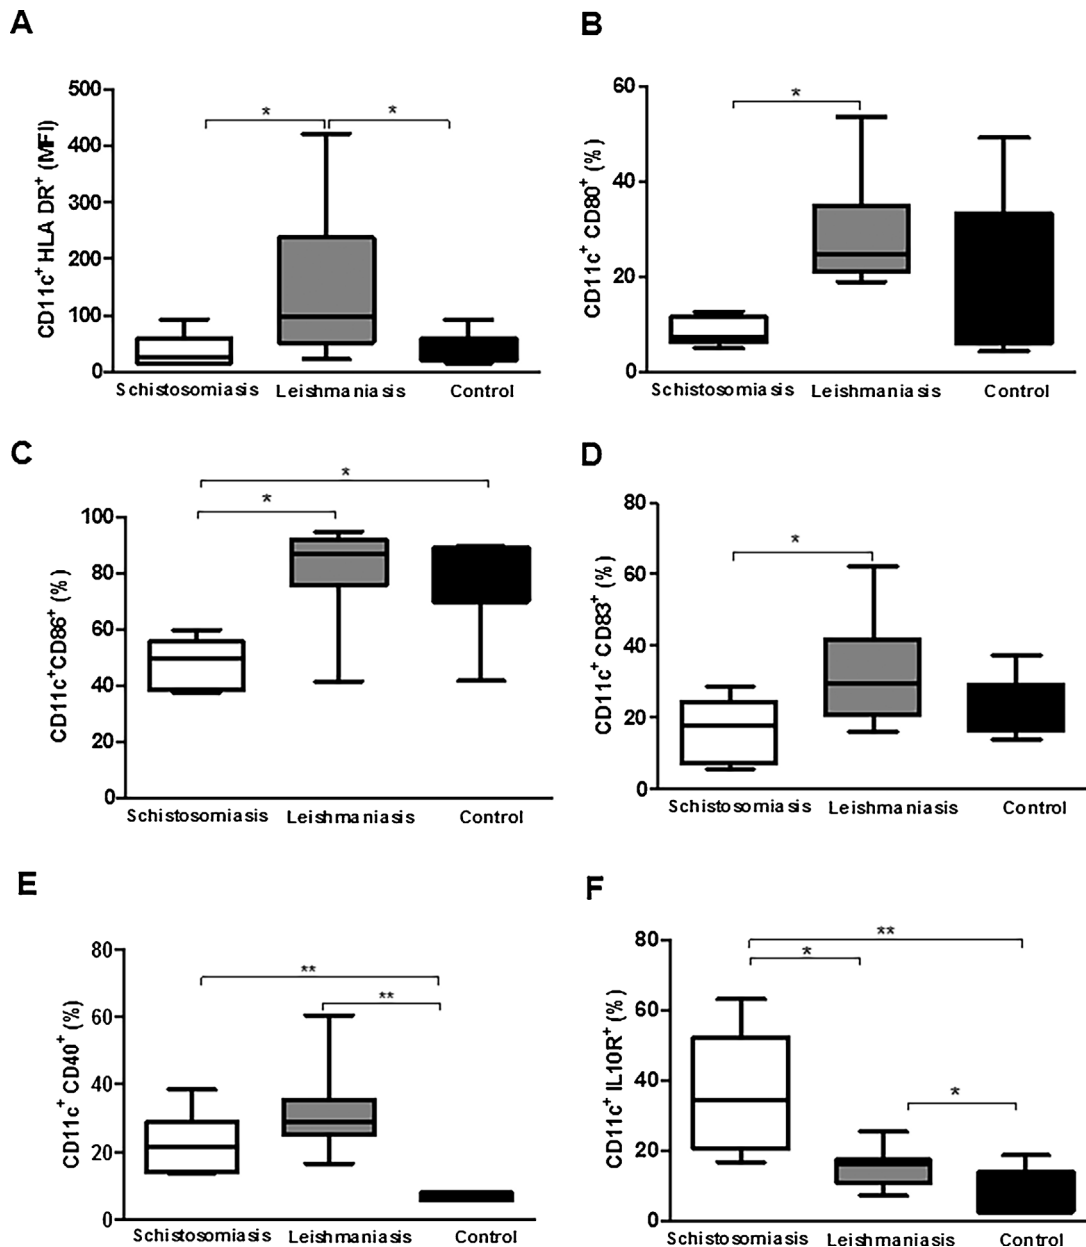 A
CD11c+ HLA DR+ (MFI)
500
400
300
200
100
0
*
*
Schistosomiasis
Leishmaniasis
Control
B
CD11c+ CD80+ (%)
60
40
20
0
*
Schistosomiasis
Leishmaniasis
Control
C
CD11c+CD86+ (%)
100
80
60
40
20
0
*
*
Schistosomiasis
Leishmaniasis
Control
D
CD11c+ CD83+ (%)
80
60
40
20
0
*
Schistosomiasis
Leishmaniasis
Control
E
CD11c+ CD40+ (%)
80
60
40
20
0
**
**
Schistosomiasis
Leishmaniasis
Control
F
CD11c+ IL10R+ (%)
80
60
40
20
0
**
*
*
Schistosomiasis
Leishmaniasis
Control